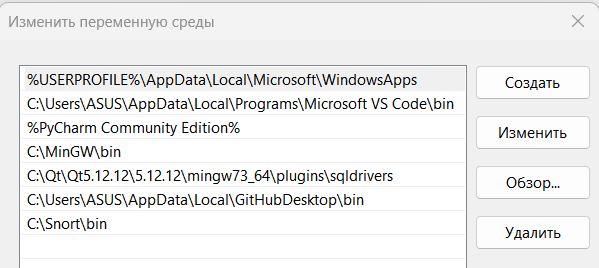 Изменить переменную среды
%USERPROFILE%\AppData\Local\Microsoft\WindowsApps
C:\Users\ASUS\AppData\Local\Programs\Microsoft VS Code\bin
%PyCharm Community Edition%
C:\MinGW\bin
C:\Qt\Qt5.12.12\5.12.12\mingw73_64\plugins\sqldrivers
C:\Users\ASUS\AppData\Local\GitHubDesktop\bin
C:\Snort\bin
Создать
Изменить
Обзор...
Удалить